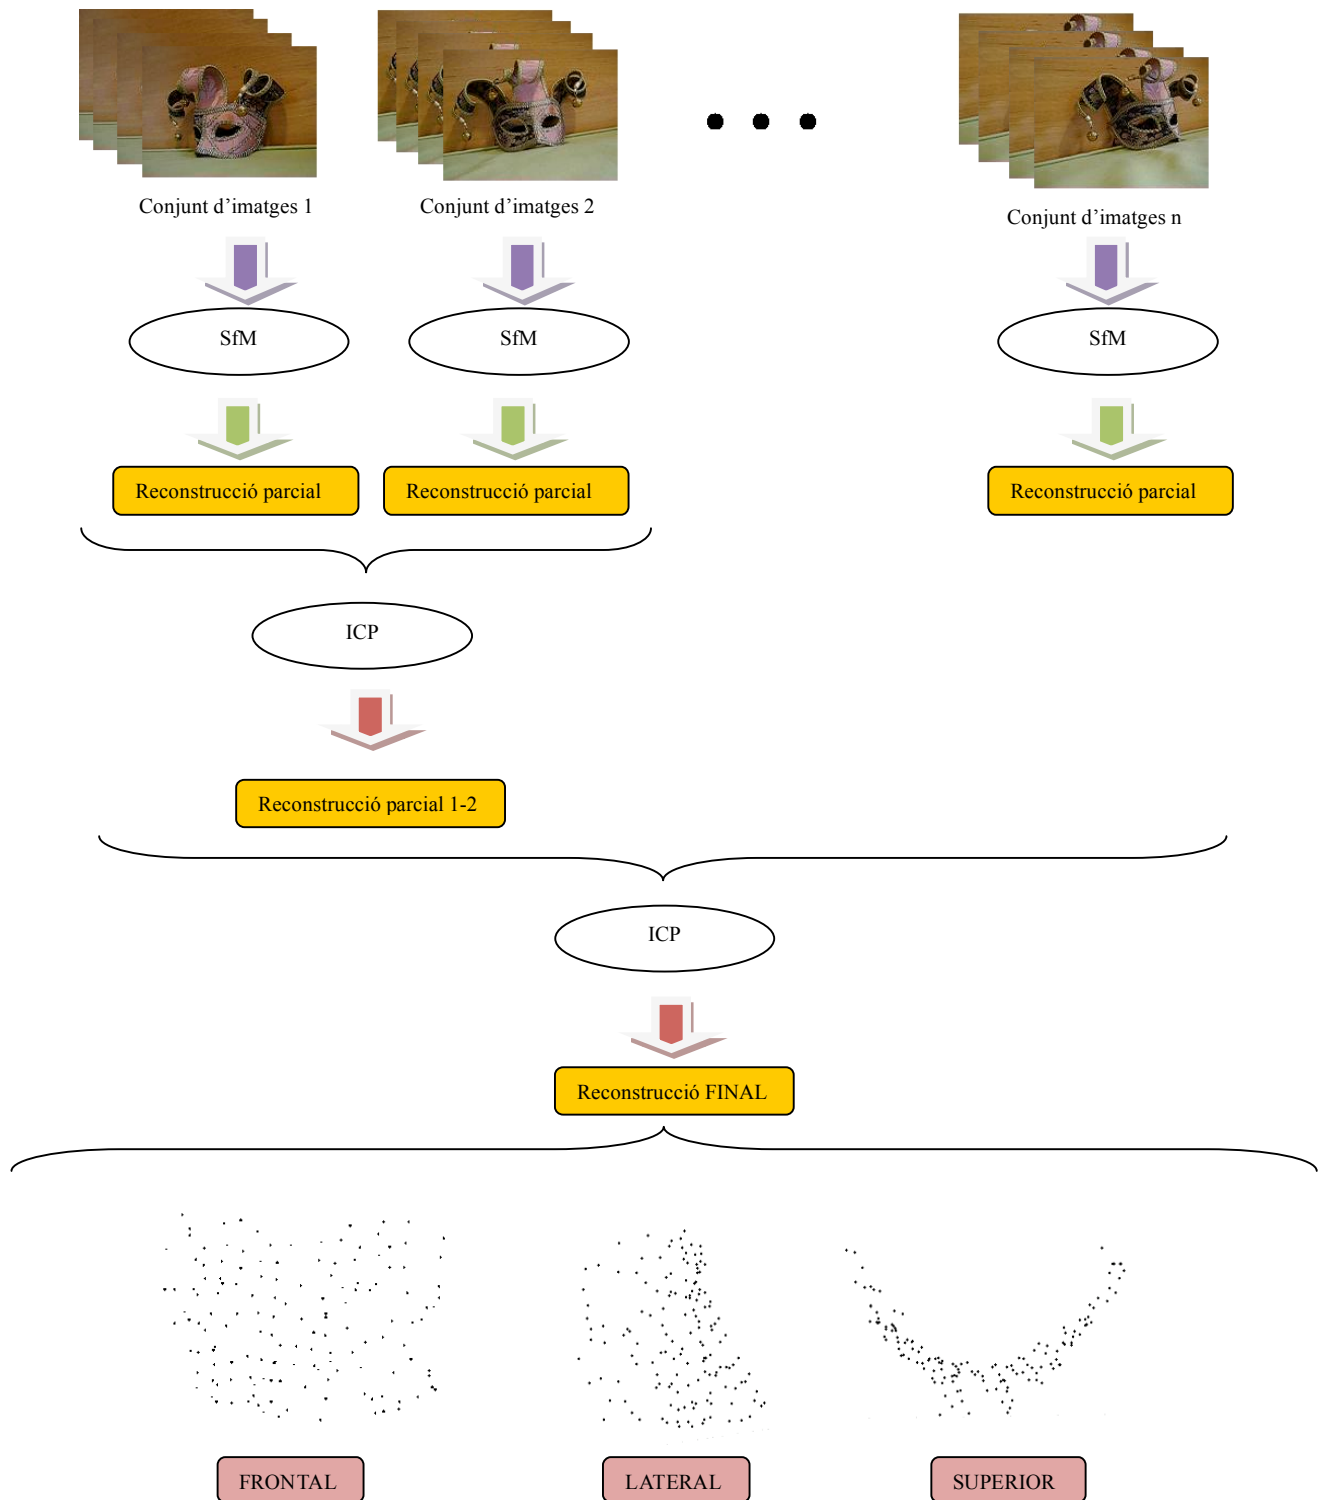 Conjunt d’imatges 1
Conjunt d’imatges 2
Conjunt d’imatges n
SfM
SfM
SfM
Reconstrucció parcial
Reconstrucció parcial
Reconstrucció parcial
ICP
Reconstrucció parcial 1-2
ICP
Reconstrucció FINAL
FRONTAL
LATERAL
SUPERIOR